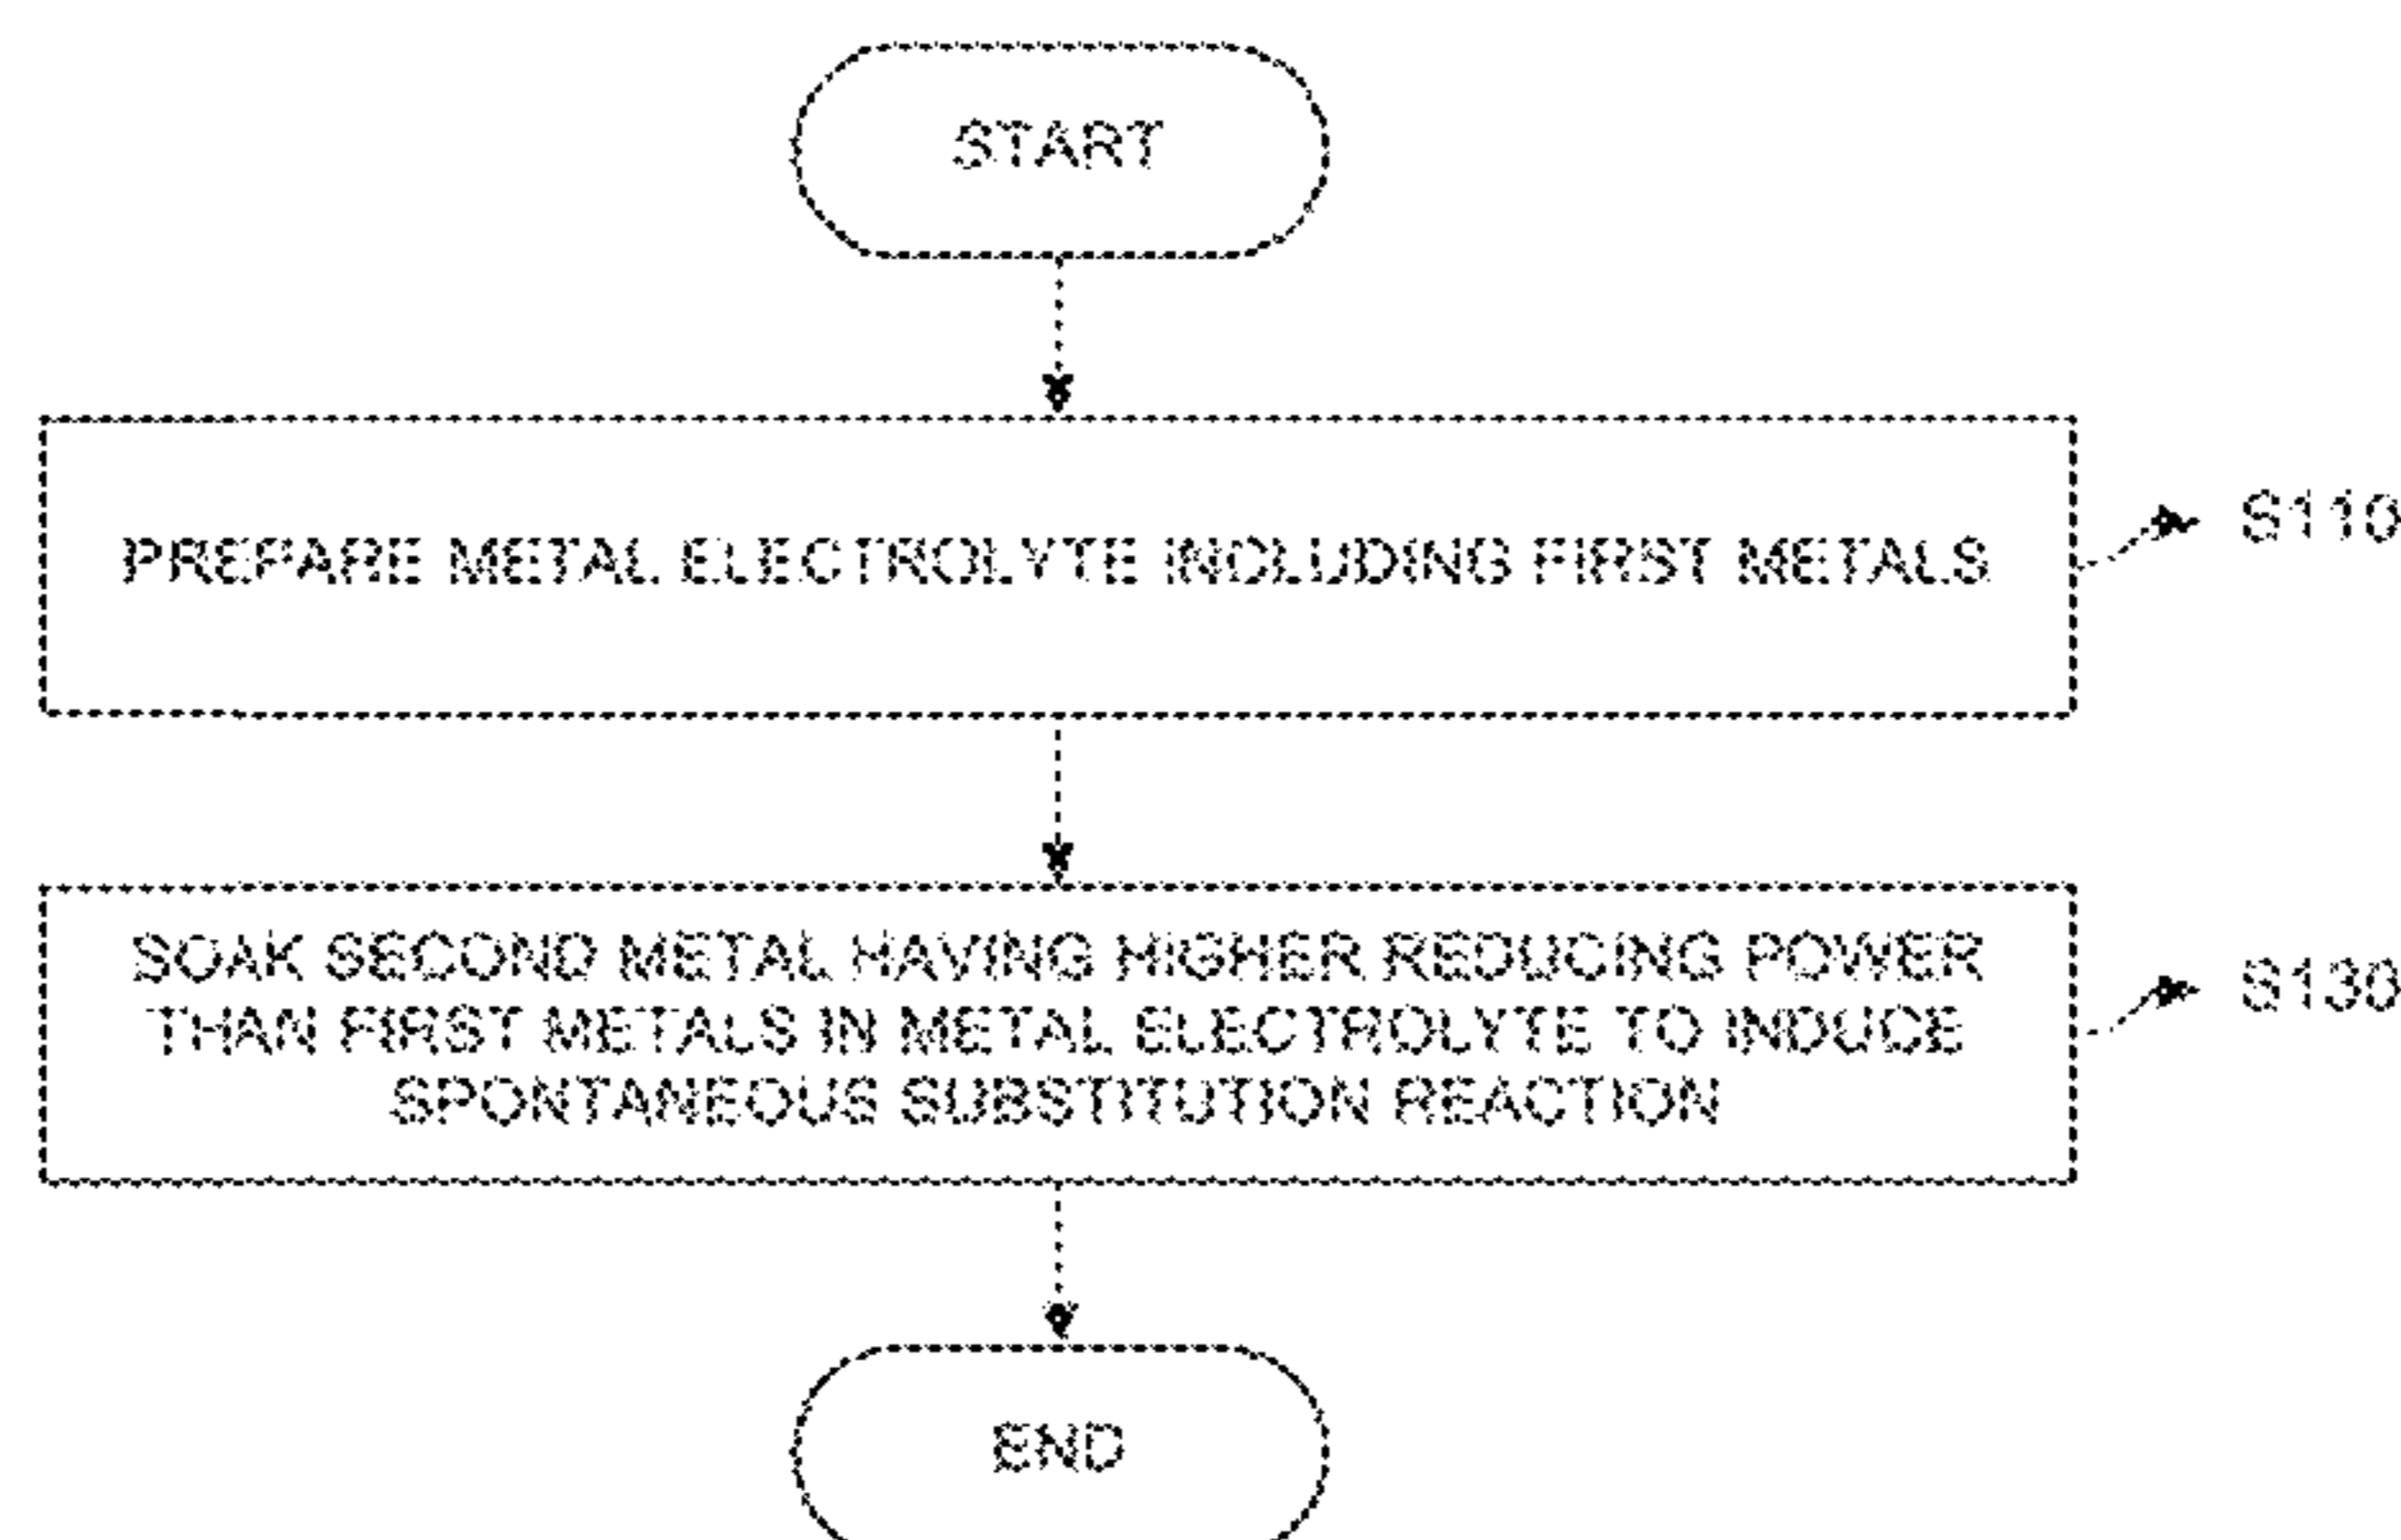 START
PREPARE METAL ELECTROLYTE INCLUDING FIRST METALS
S110
SOAK SECOND METAL HAVING HIGHER REDUCING POWER
THAN FIRST METALS IN METAL ELECTROLYTE TO INDUCE
SPONTANEOUS SUBSTITUTION REACTION
S130
END